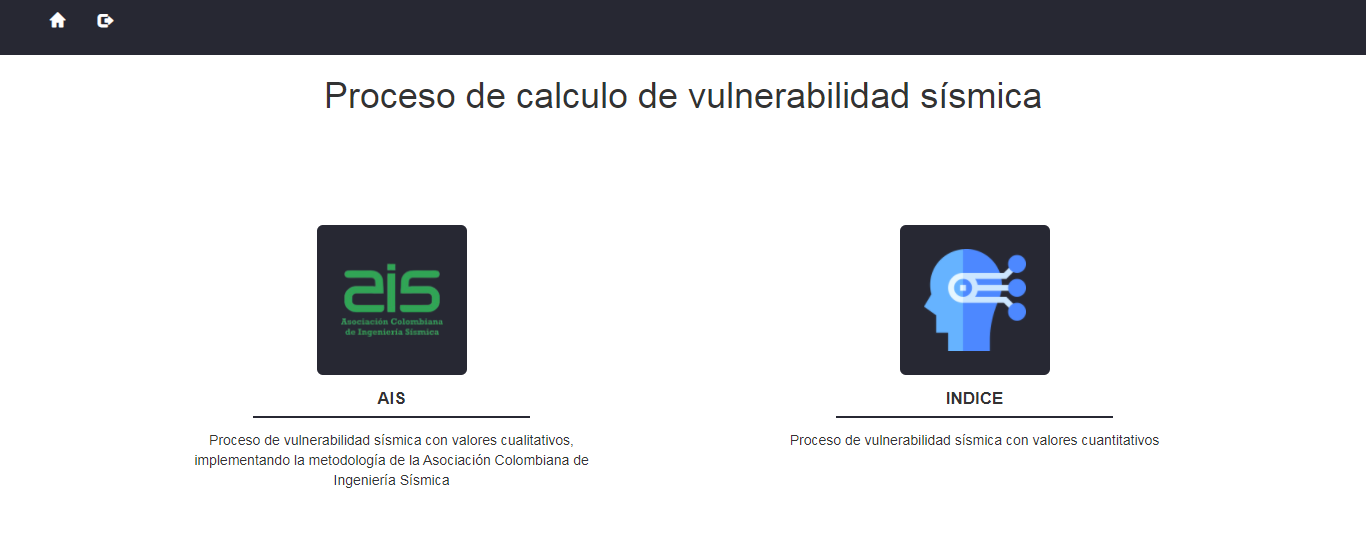 Proceso de calculo de vulnerabilidad sísmica
ais
Asociación Colombiana
de Ingeniería Sísmica
AIS
Proceso de vulnerabilidad sísmica con valores cualitativos,
implementando la metodología de la Asociación Colombiana de
Ingeniería Sísmica
INDICE
Proceso de vulnerabilidad sísmica con valores cuantitativos